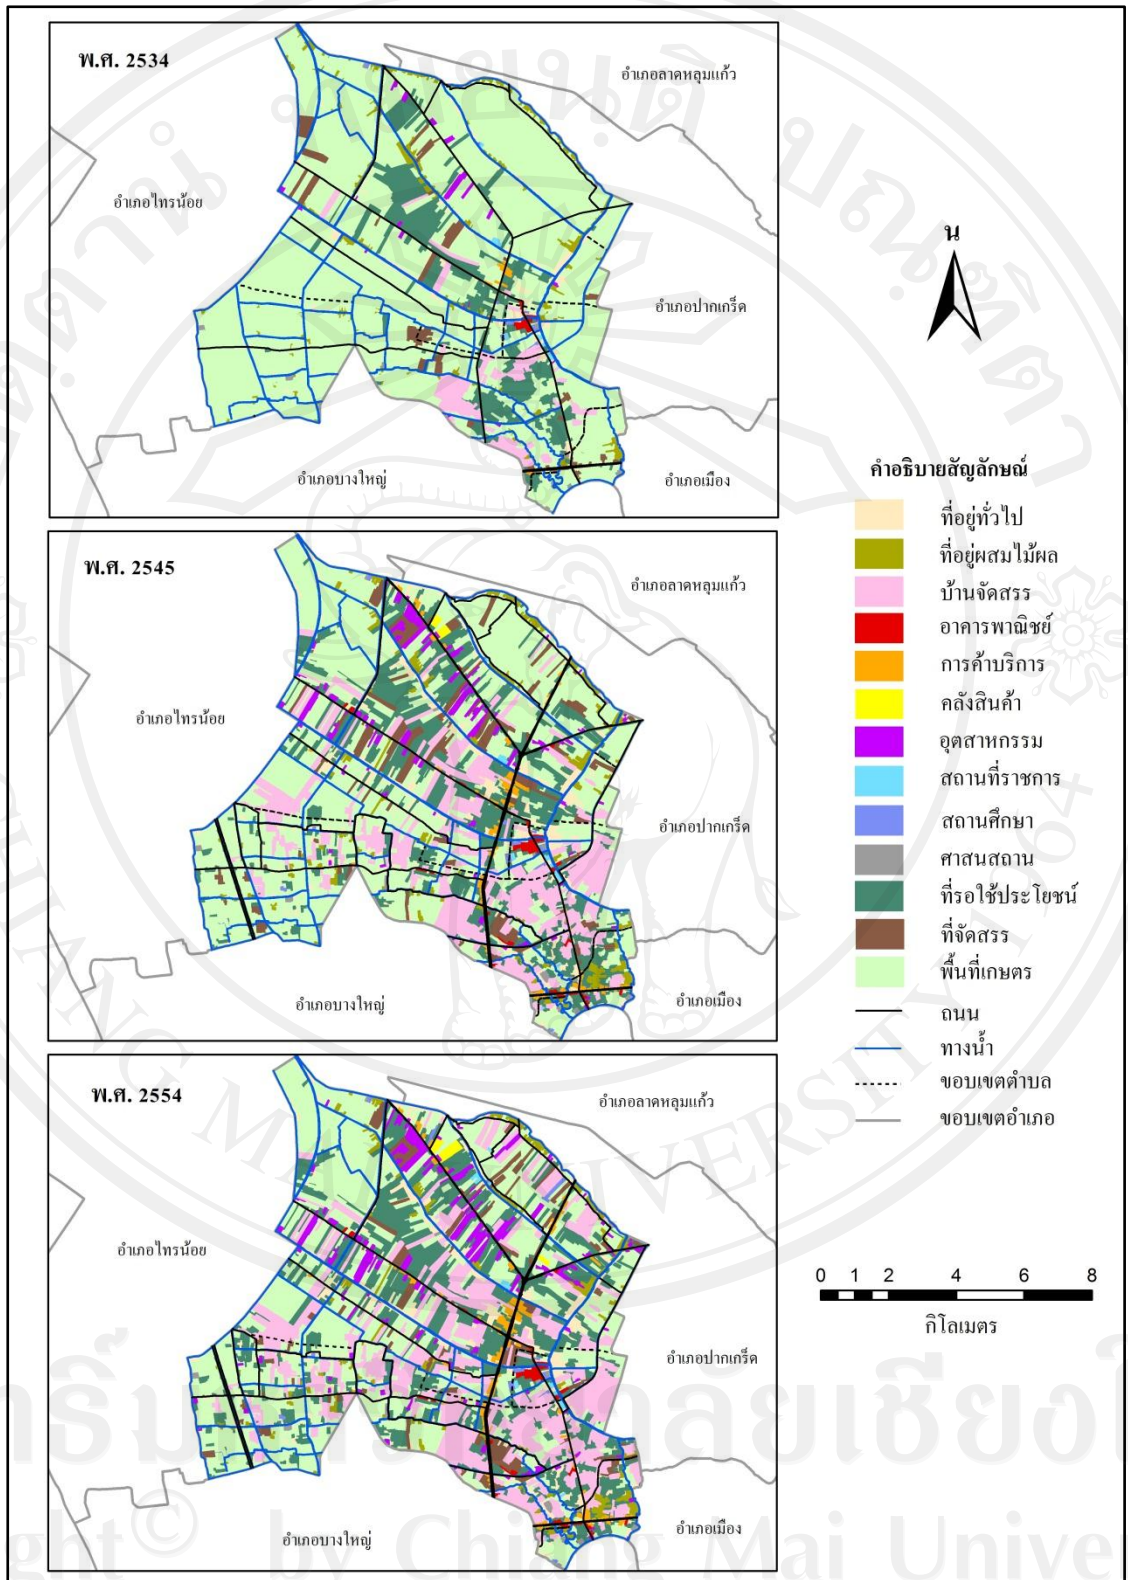 พ.ศ. 2534
อำเภอลาดหลุมแก้ว
อำเภอไทรน้อย
อำเภอปากเกร็ด
อำเภอบางใหญ่
อำเภอเมือง
น
พ.ศ. 2545
อำเภอลาดหลุมแก้ว
อำเภอไทรน้อย
อำเภอปากเกร็ด
อำเภอบางใหญ่
อำเภอเมือง
พ.ศ. 2554
อำเภอลาดหลุมแก้ว
อำเภอไทรน้อย
อำเภอปากเกร็ด
อำเภอบางใหญ่
อำเภอเมือง
คำอธิบายสัญลักษณ์
ที่อยู่ทั่วไป
ที่อยู่ผสมไม้ผล
บ้านจัดสรร
อาคารพาณิชย์
การค้าบริการ
คลังสินค้า
อุตสาหกรรม
สถานที่ราชการ
สถานศึกษา
ศาสนสถาน
ที่รอใช้ประโยชน์
ที่จัดสรร
พื้นที่เกษตร
ถนน
ทางน้ำ
ขอบเขตตำบล
ขอบเขตอำเภอ
0 1 2 4 6 8
กิโลเมตร
CHIANG MAI UNIVERSITY 1964
ght © by Chiang Mai Univer